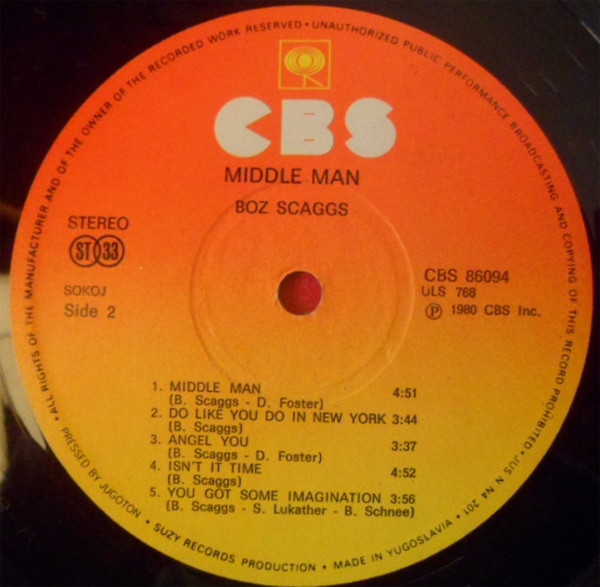 • ALL RIGHTS OF THE MANUFACTURER AND OF THE OWNER OF THE RECORDED WORK RESERVED • UNAUTHORIZED PUBLIC PERFORMANCE BROADCASTING AND COPYING OF THIS RECORD PROHIBITED • JUS N N4 201
CBS
MIDDLE MAN
BOZ SCAGGS
STEREO
ST 33
SOKOJ
Side 2
CBS 86094
ULS 768
Ⓟ 1980 CBS Inc.
1. MIDDLE MAN
(B. Scaggs - D. Foster) 4:51
2. DO LIKE YOU DO IN NEW YORK 3:44
(B. Scaggs)
3. ANGEL YOU 3:37
(B. Scaggs - D. Foster)
4. ISN'T IT TIME 4:52
(B. Scaggs)
5. YOU GOT SOME IMAGINATION 3:56
(B. Scaggs - S. Lukather - B. Schnee)
PRESSED BY JUGOTON • SUZY RECORDS PRODUCTION • MADE IN YUGOSLAVIA •